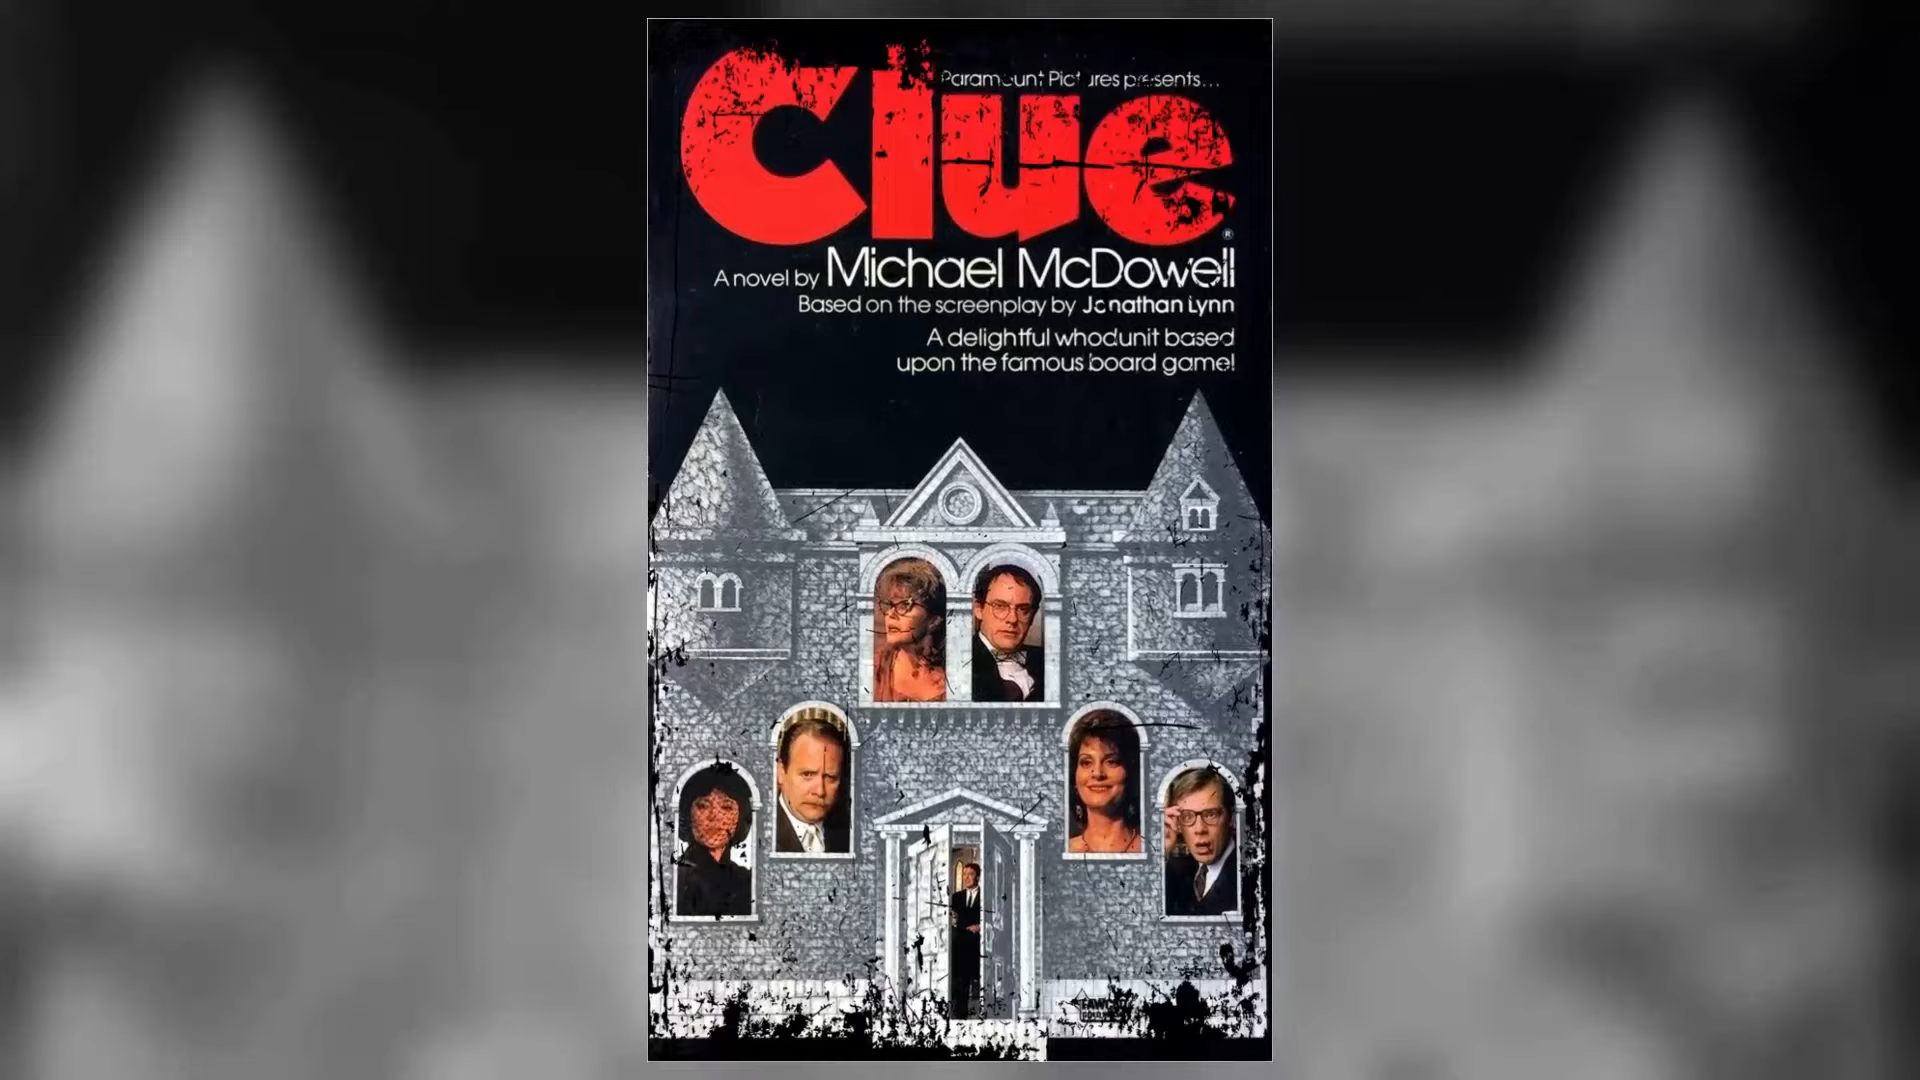 Paramount Pictures presents...
Clue®
A novel by Michael McDowell
Based on the screenplay by Jonathan Lynn
A delightful whodunit based
upon the famous board game!
FAWCETT